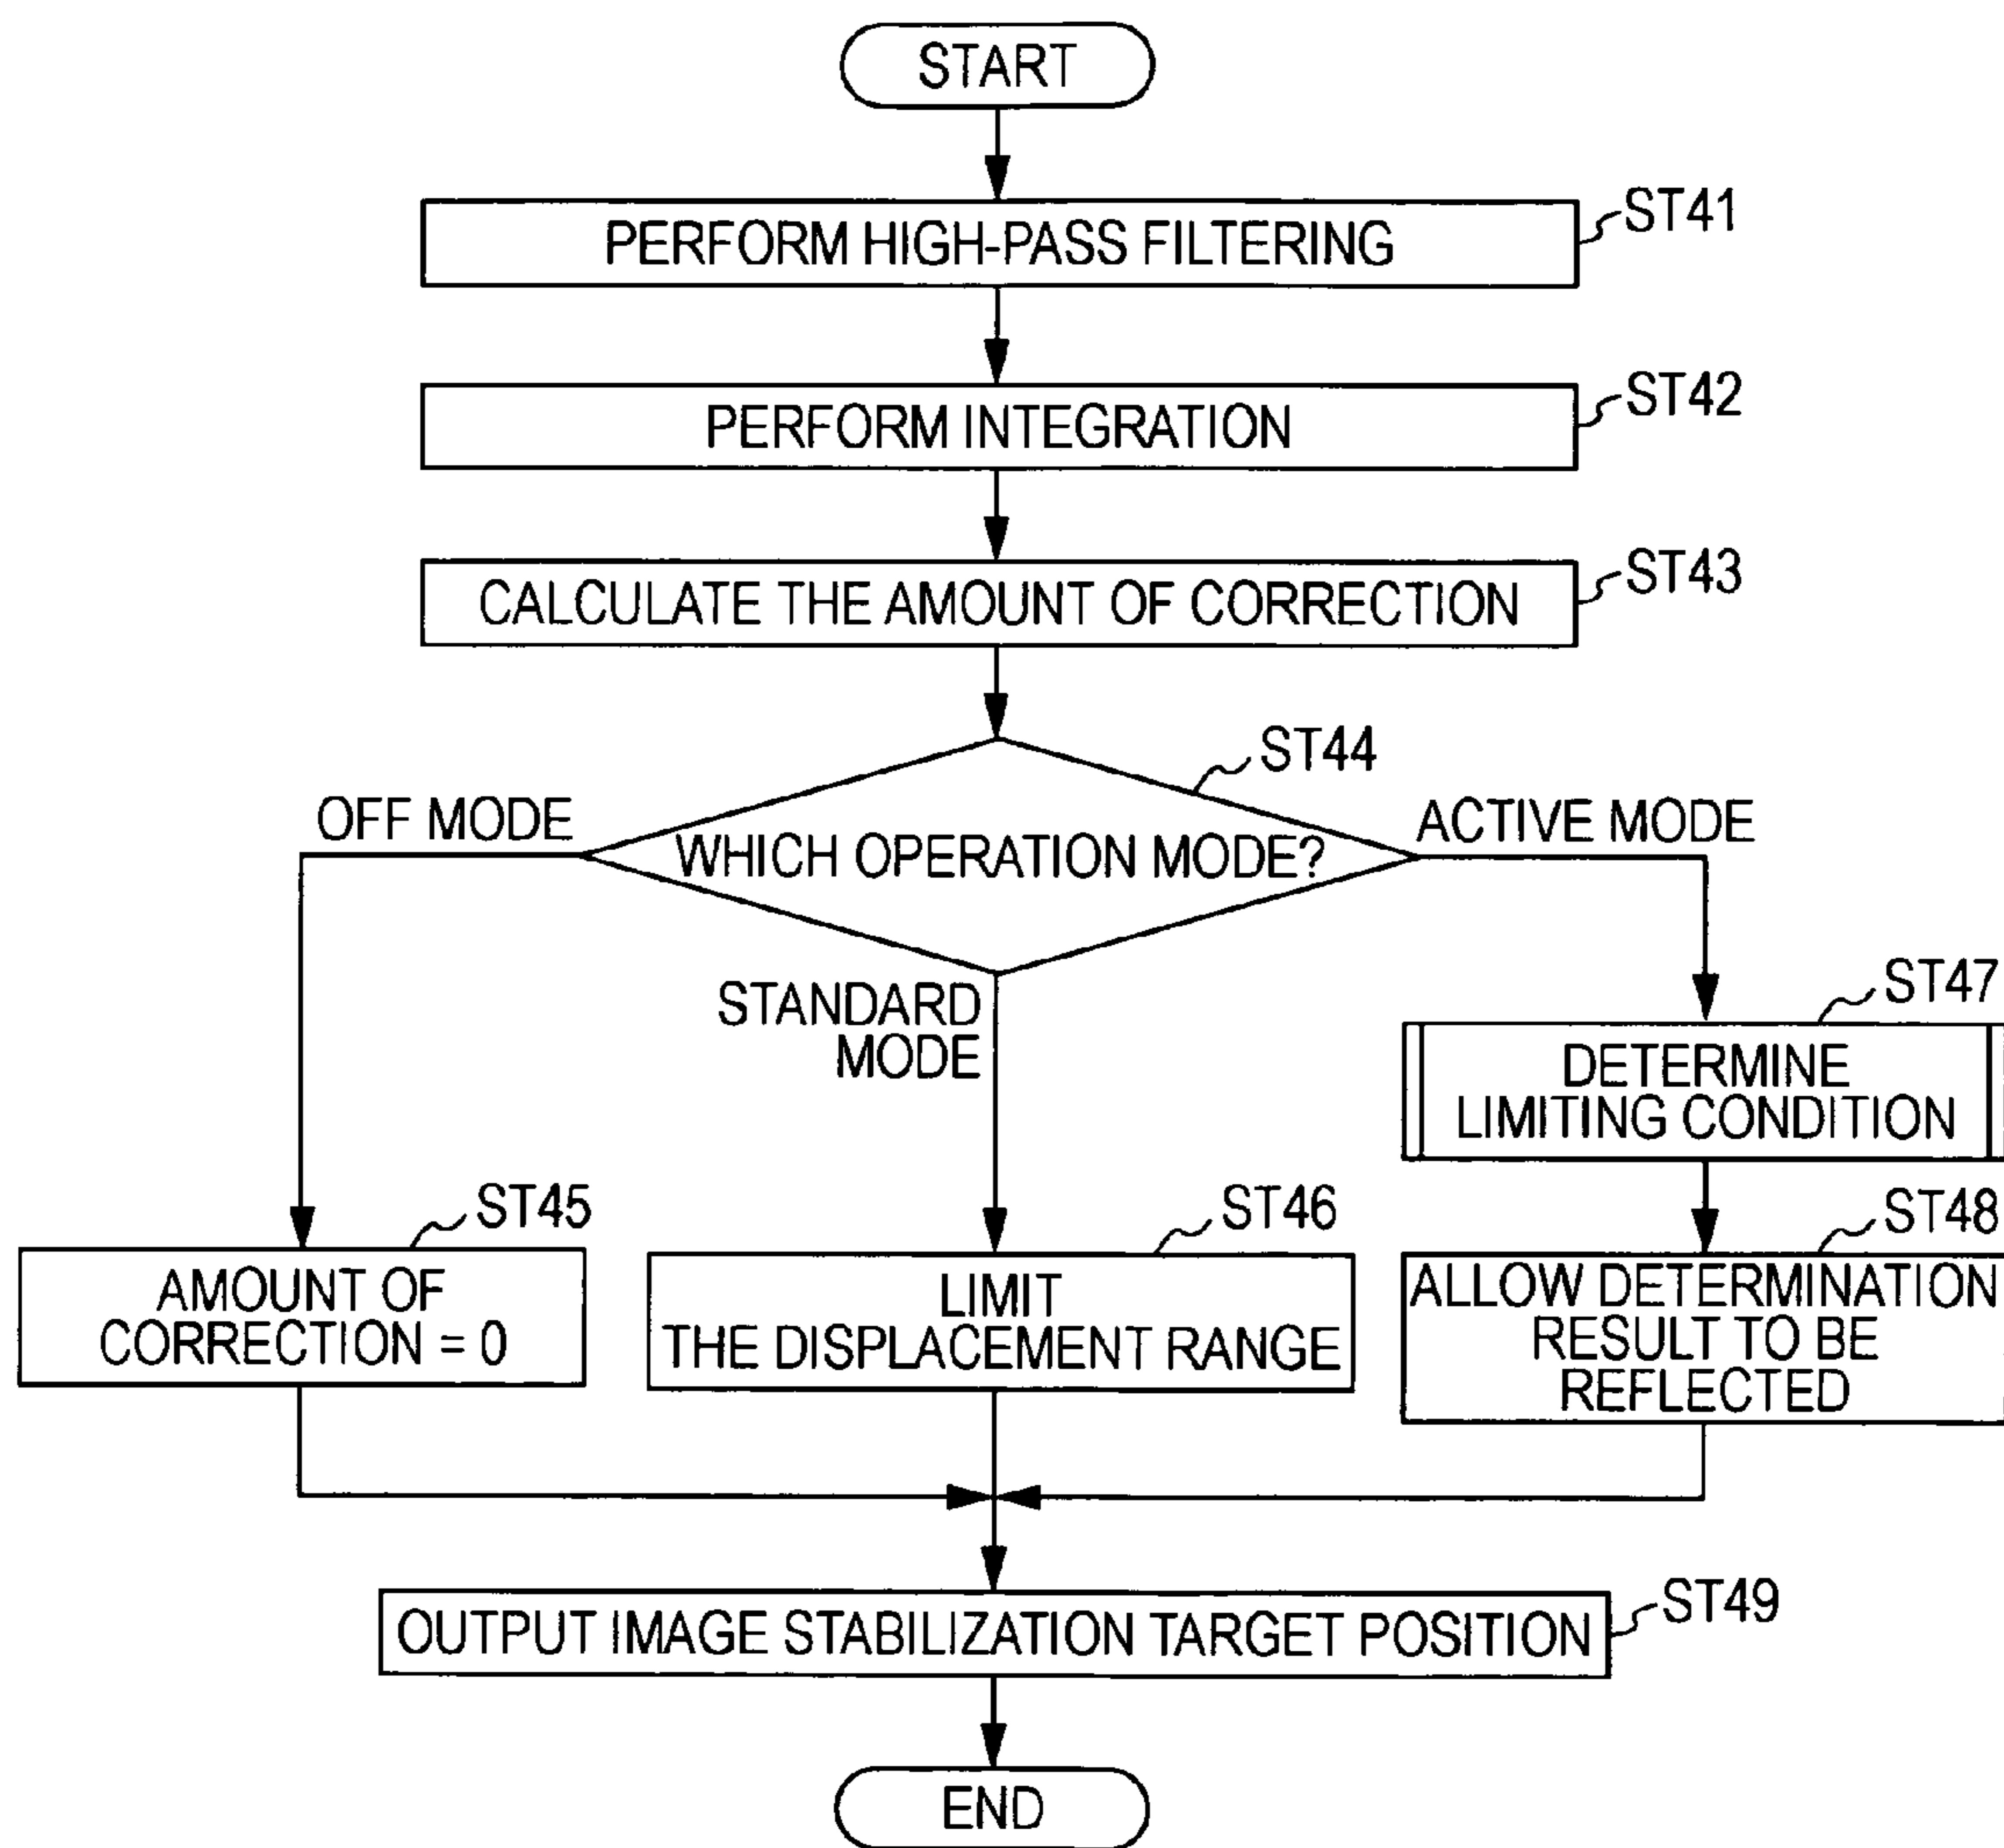 START
PERFORM HIGH-PASS FILTERING
ST41
PERFORM INTEGRATION
ST42
CALCULATE THE AMOUNT OF CORRECTION
ST43
ST44
OFF MODE
WHICH OPERATION MODE?
ACTIVE MODE
STANDARD
MODE
ST47
DETERMINE
LIMITING CONDITION
ST45
AMOUNT OF
CORRECTION = 0
ST46
LIMIT
THE DISPLACEMENT RANGE
ST48
ALLOW DETERMINATION
RESULT TO BE
REFLECTED
OUTPUT IMAGE STABILIZATION TARGET POSITION
ST49
END